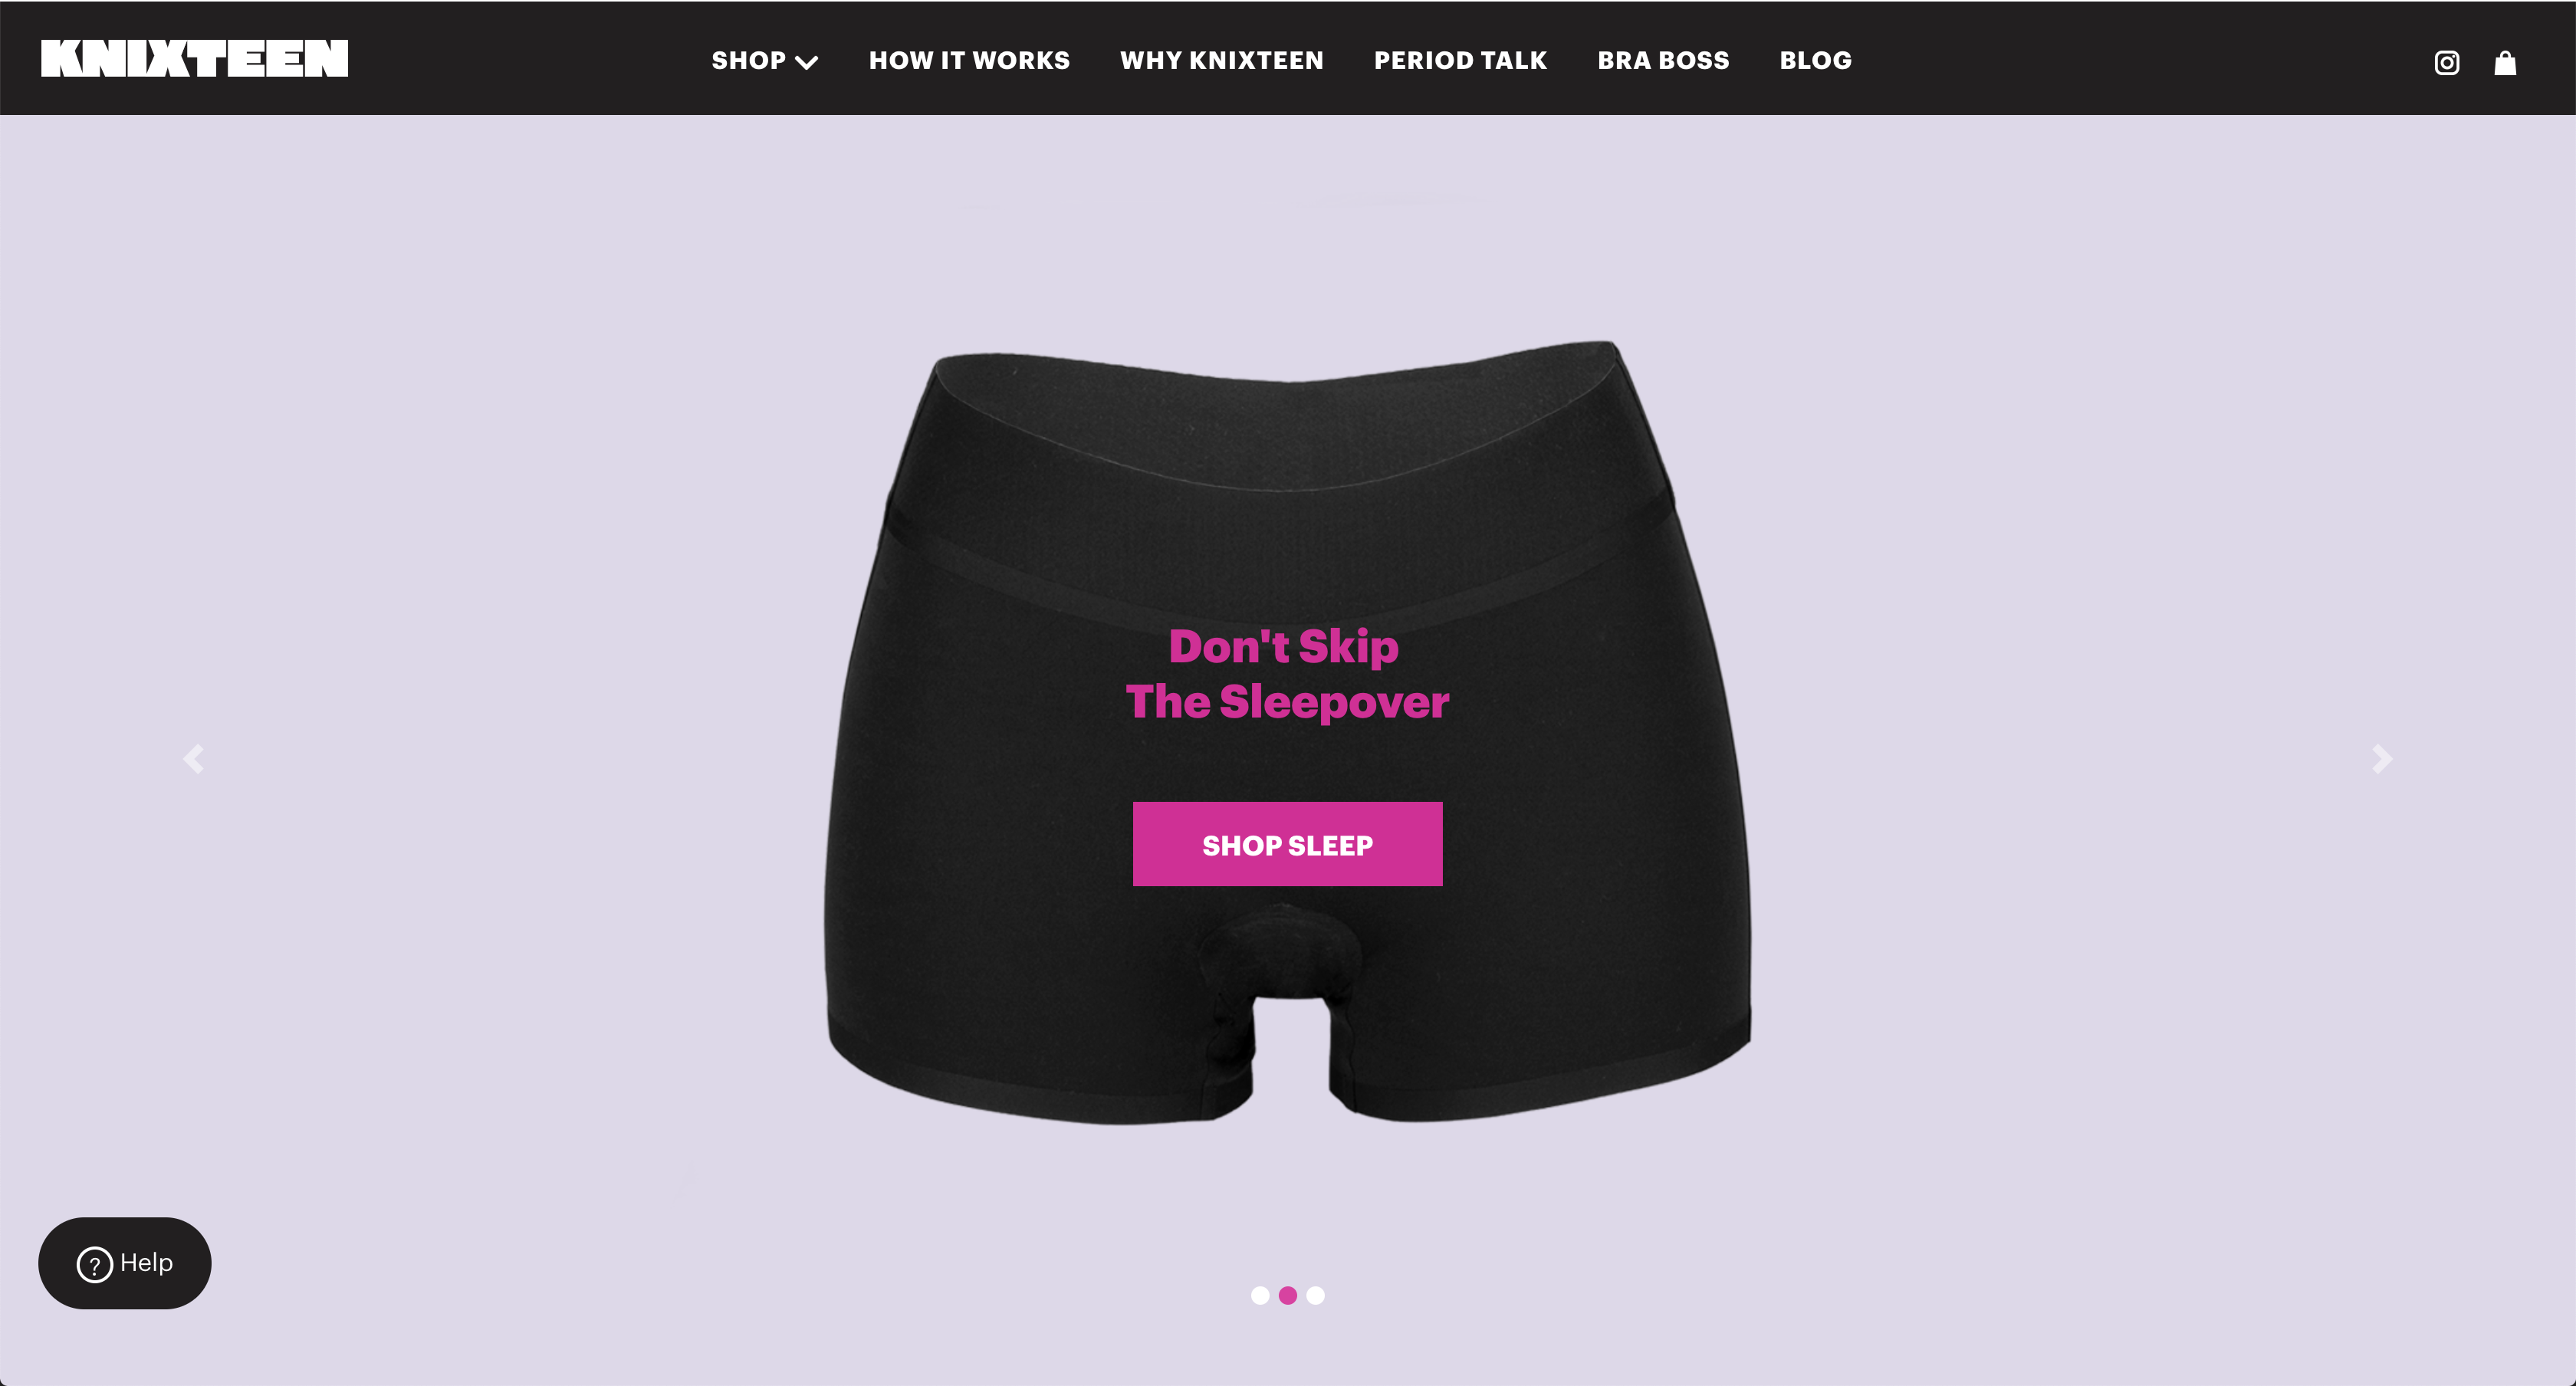 KNIXTEEN
SHOP
HOW IT WORKS
WHY KNIXTEEN
PERIOD TALK
BRA BOSS
BLOG
Don't Skip
The Sleepover
SHOP SLEEP
? Help